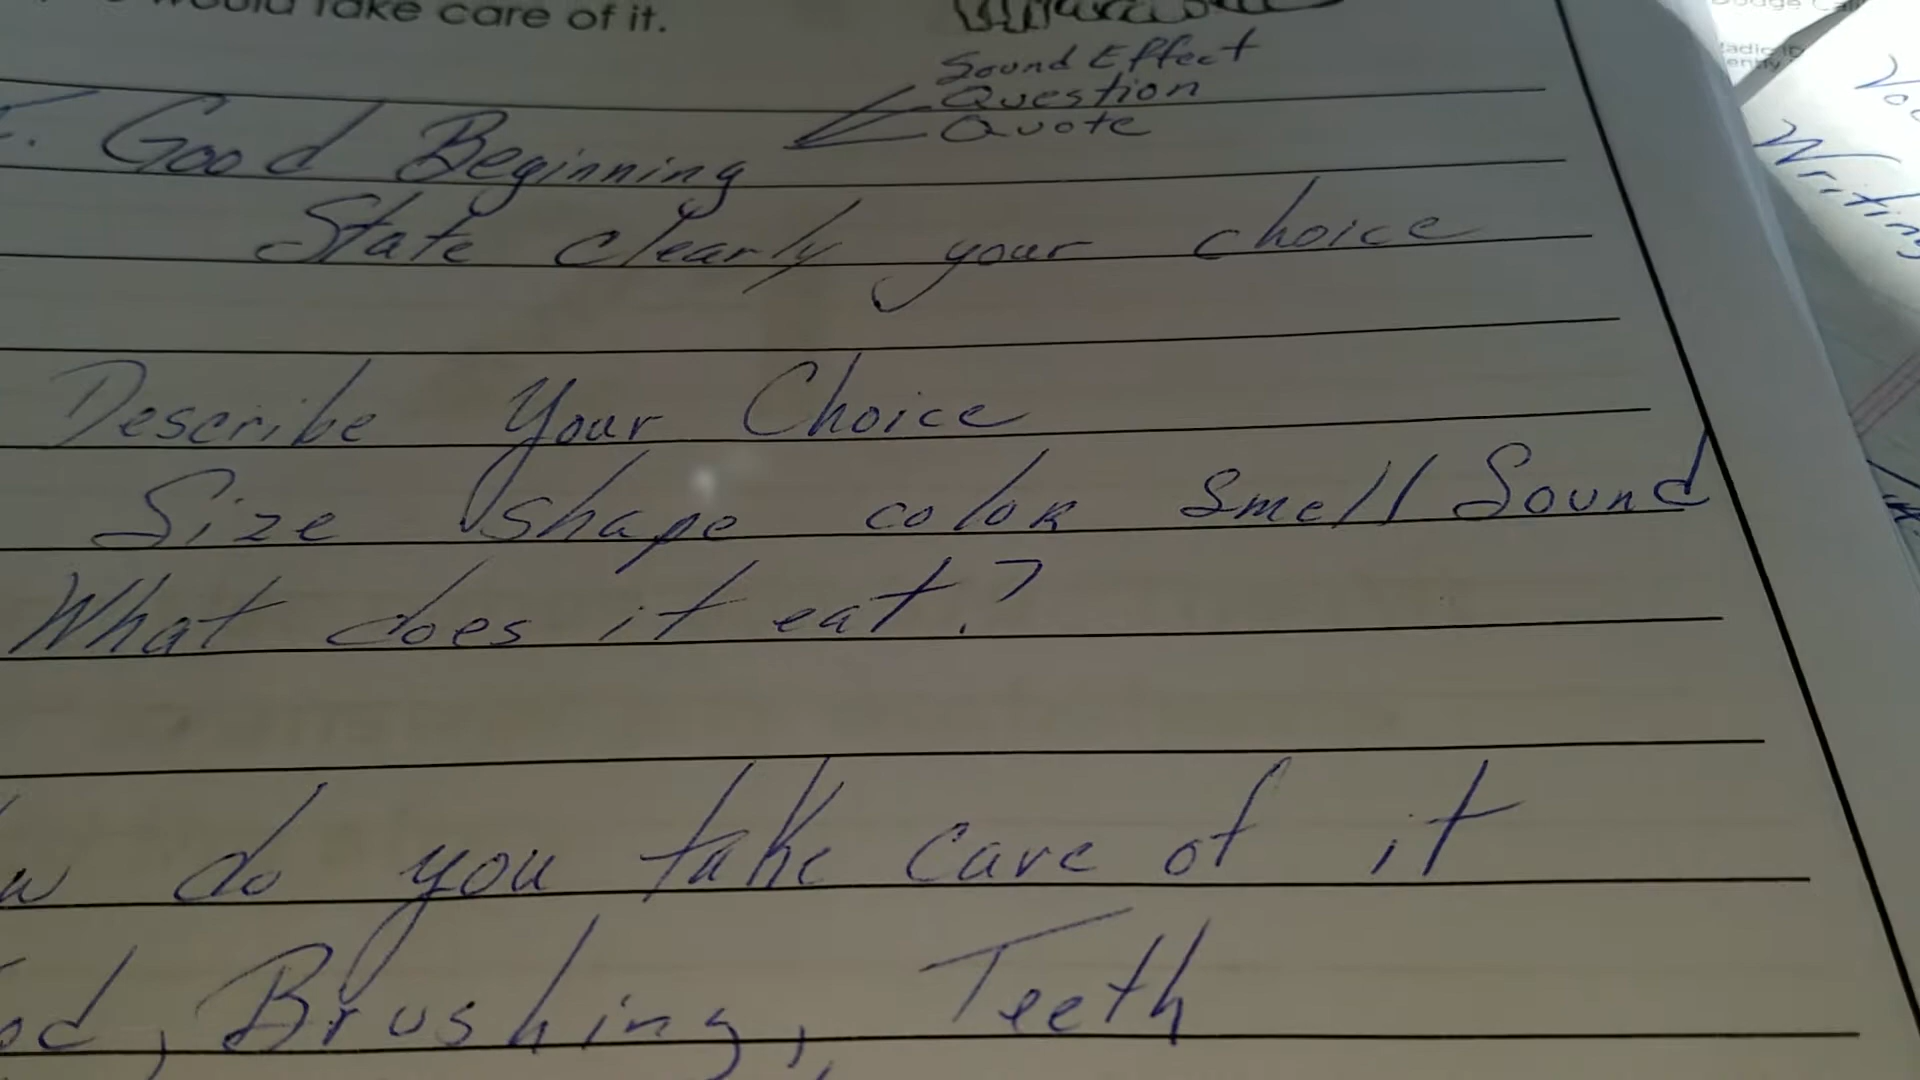 would take care of it.
Sound Effect
Question
Quote
I. Good Beginning
State clearly your choice
Describe Your Choice
Size shape color Smell Sound
What does it eat?
do you take care of it
Brushing, Teeth
Writing